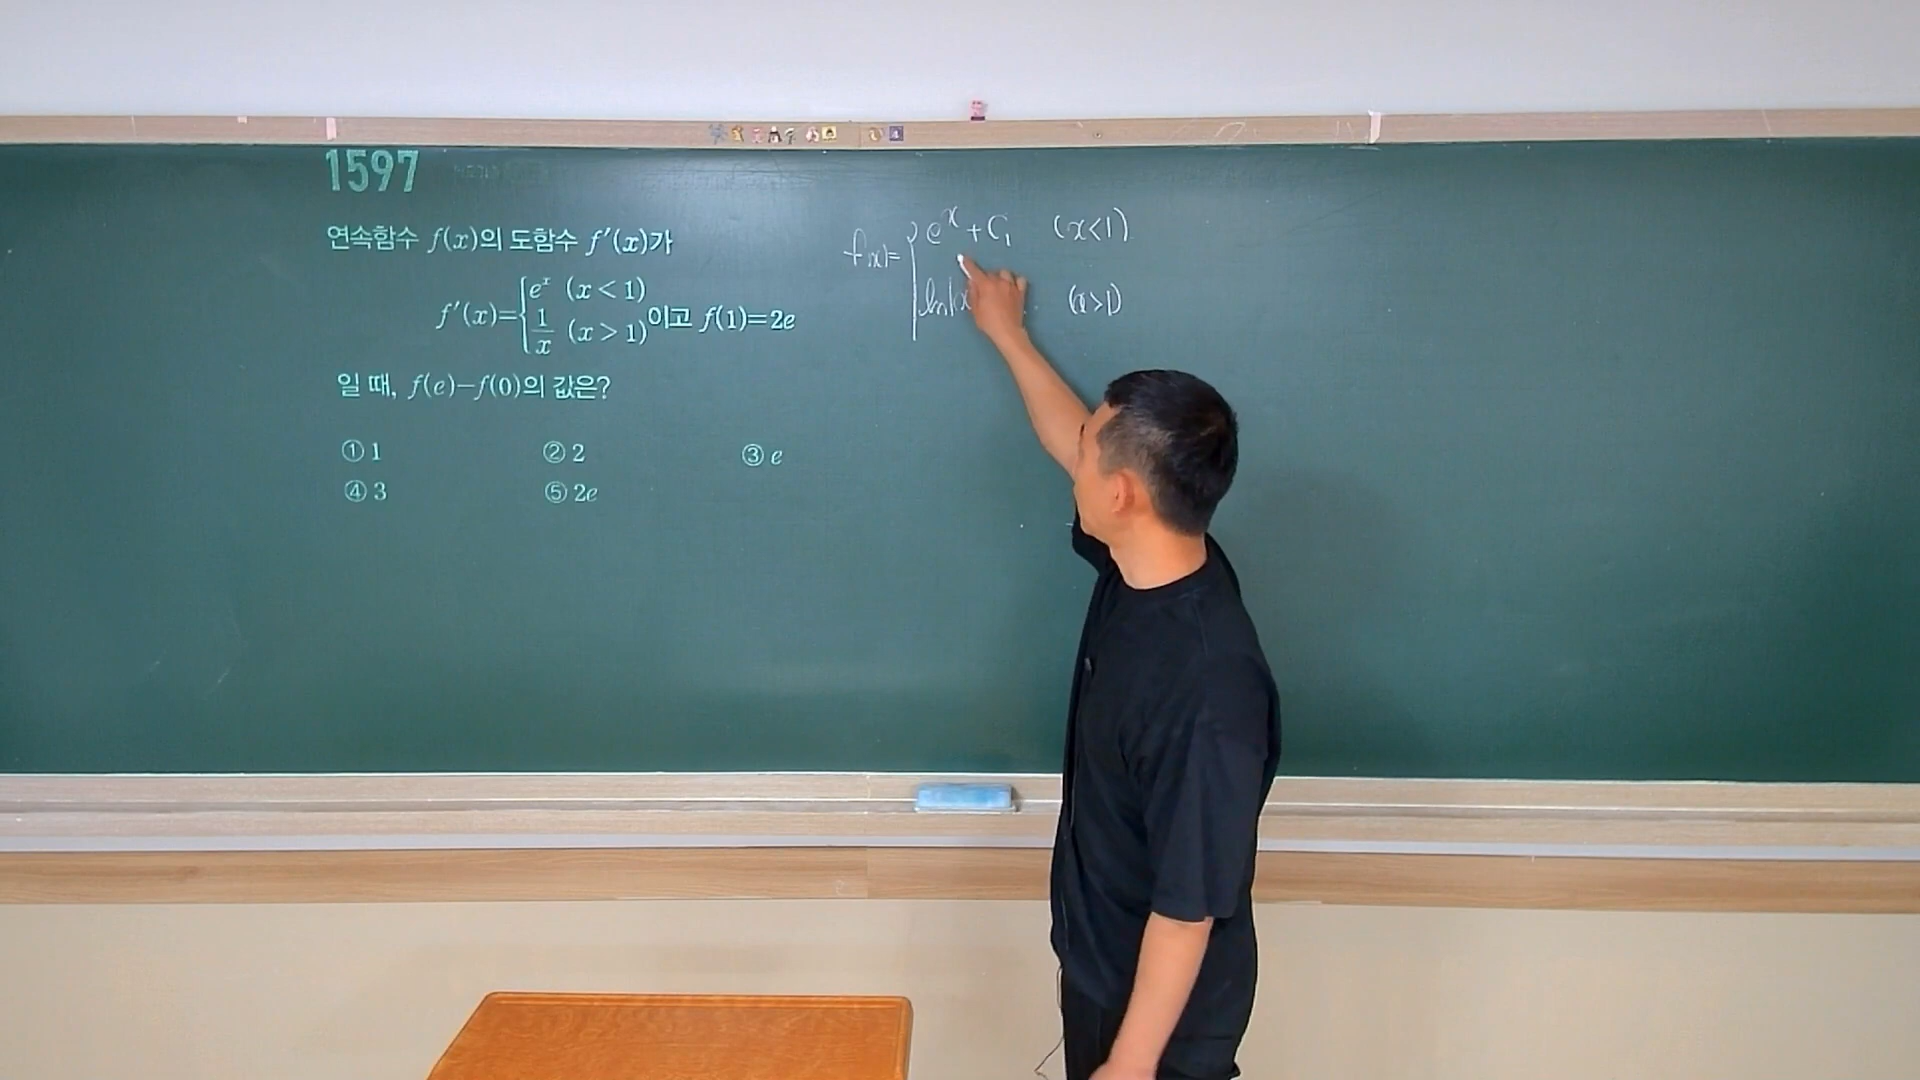 1597
연속함수 f(x)의 도함수 f'(x)가
f'(x)={e^x (x<1)
1/x (x>1) 이고 f(1)=2e
일 때, f(e)-f(0)의 값은?
① 1 ② 2 ③ e
④ 3 ⑤ 2e
f(x)= { e^x+C₁ (x<1)
ln|x (x>1)